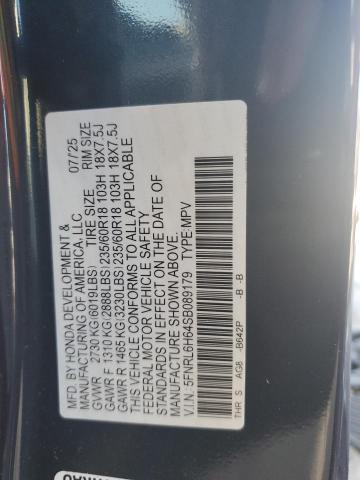 MFD. BY HONDA DEVELOPMENT &
MANUFACTURING OF AMERICA, LLC 07/'25
GVWR 2730 KG (6019LBS) TIRE SIZE RIM SIZE
GAWR F 1310 KG (2888LBS) 235/60R18 103H 18X7.5J
GAWR R 1465 KG (3230LBS) 235/60R18 103H 18X7.5J
THIS VEHICLE CONFORMS TO ALL APPLICABLE
FEDERAL MOTOR VEHICLE SAFETY
STANDARDS IN EFFECT ON THE DATE OF
MANUFACTURE SHOWN ABOVE.
VIN: 5FNRL6H64SB089179 TYPE:MPV
THR S AG8 -B642P -B -B